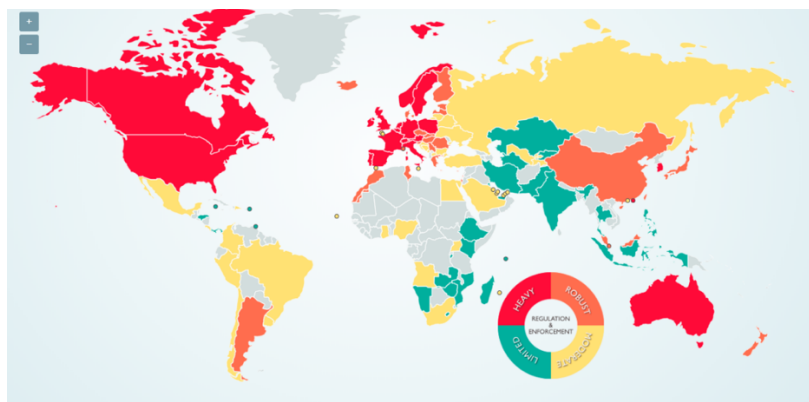 +
−
HEAVY
ROBUST
REGULATION
&
ENFORCEMENT
LIMITED
MODERATE